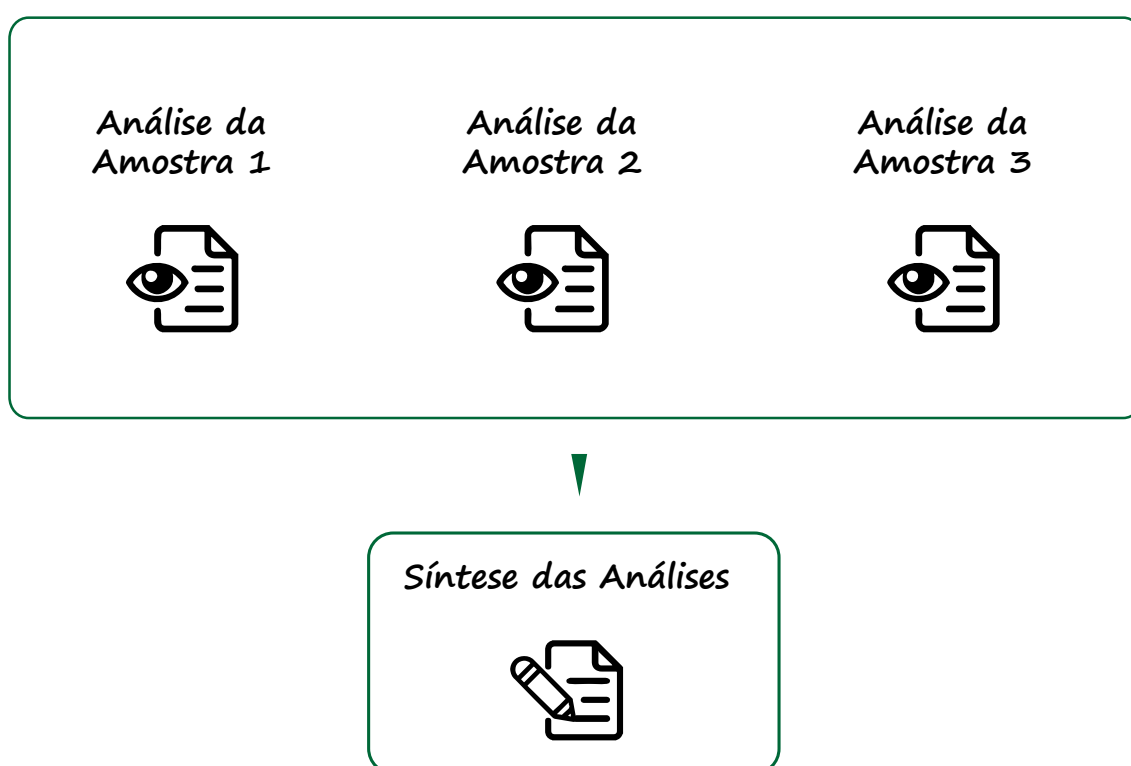 Análise da
Amostra 1
Análise da
Amostra 2
Análise da
Amostra 3
Síntese das Análises